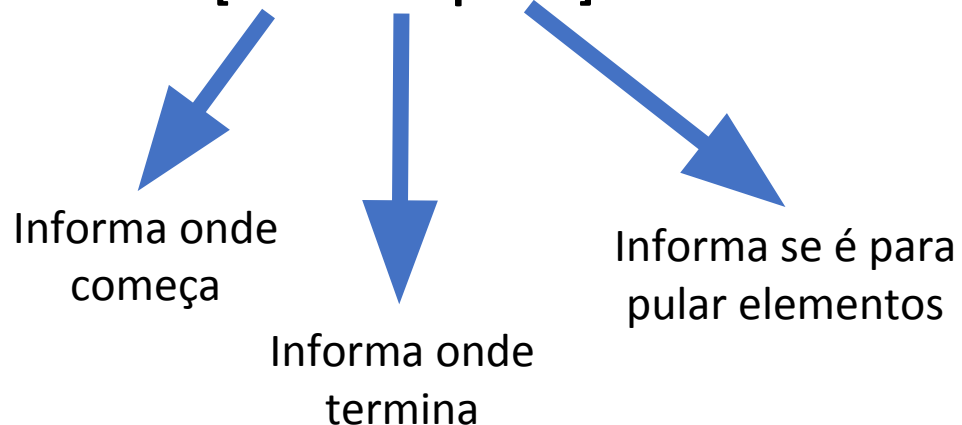 Informa onde
começa
Informa se é para
pular elementos
Informa onde
termina